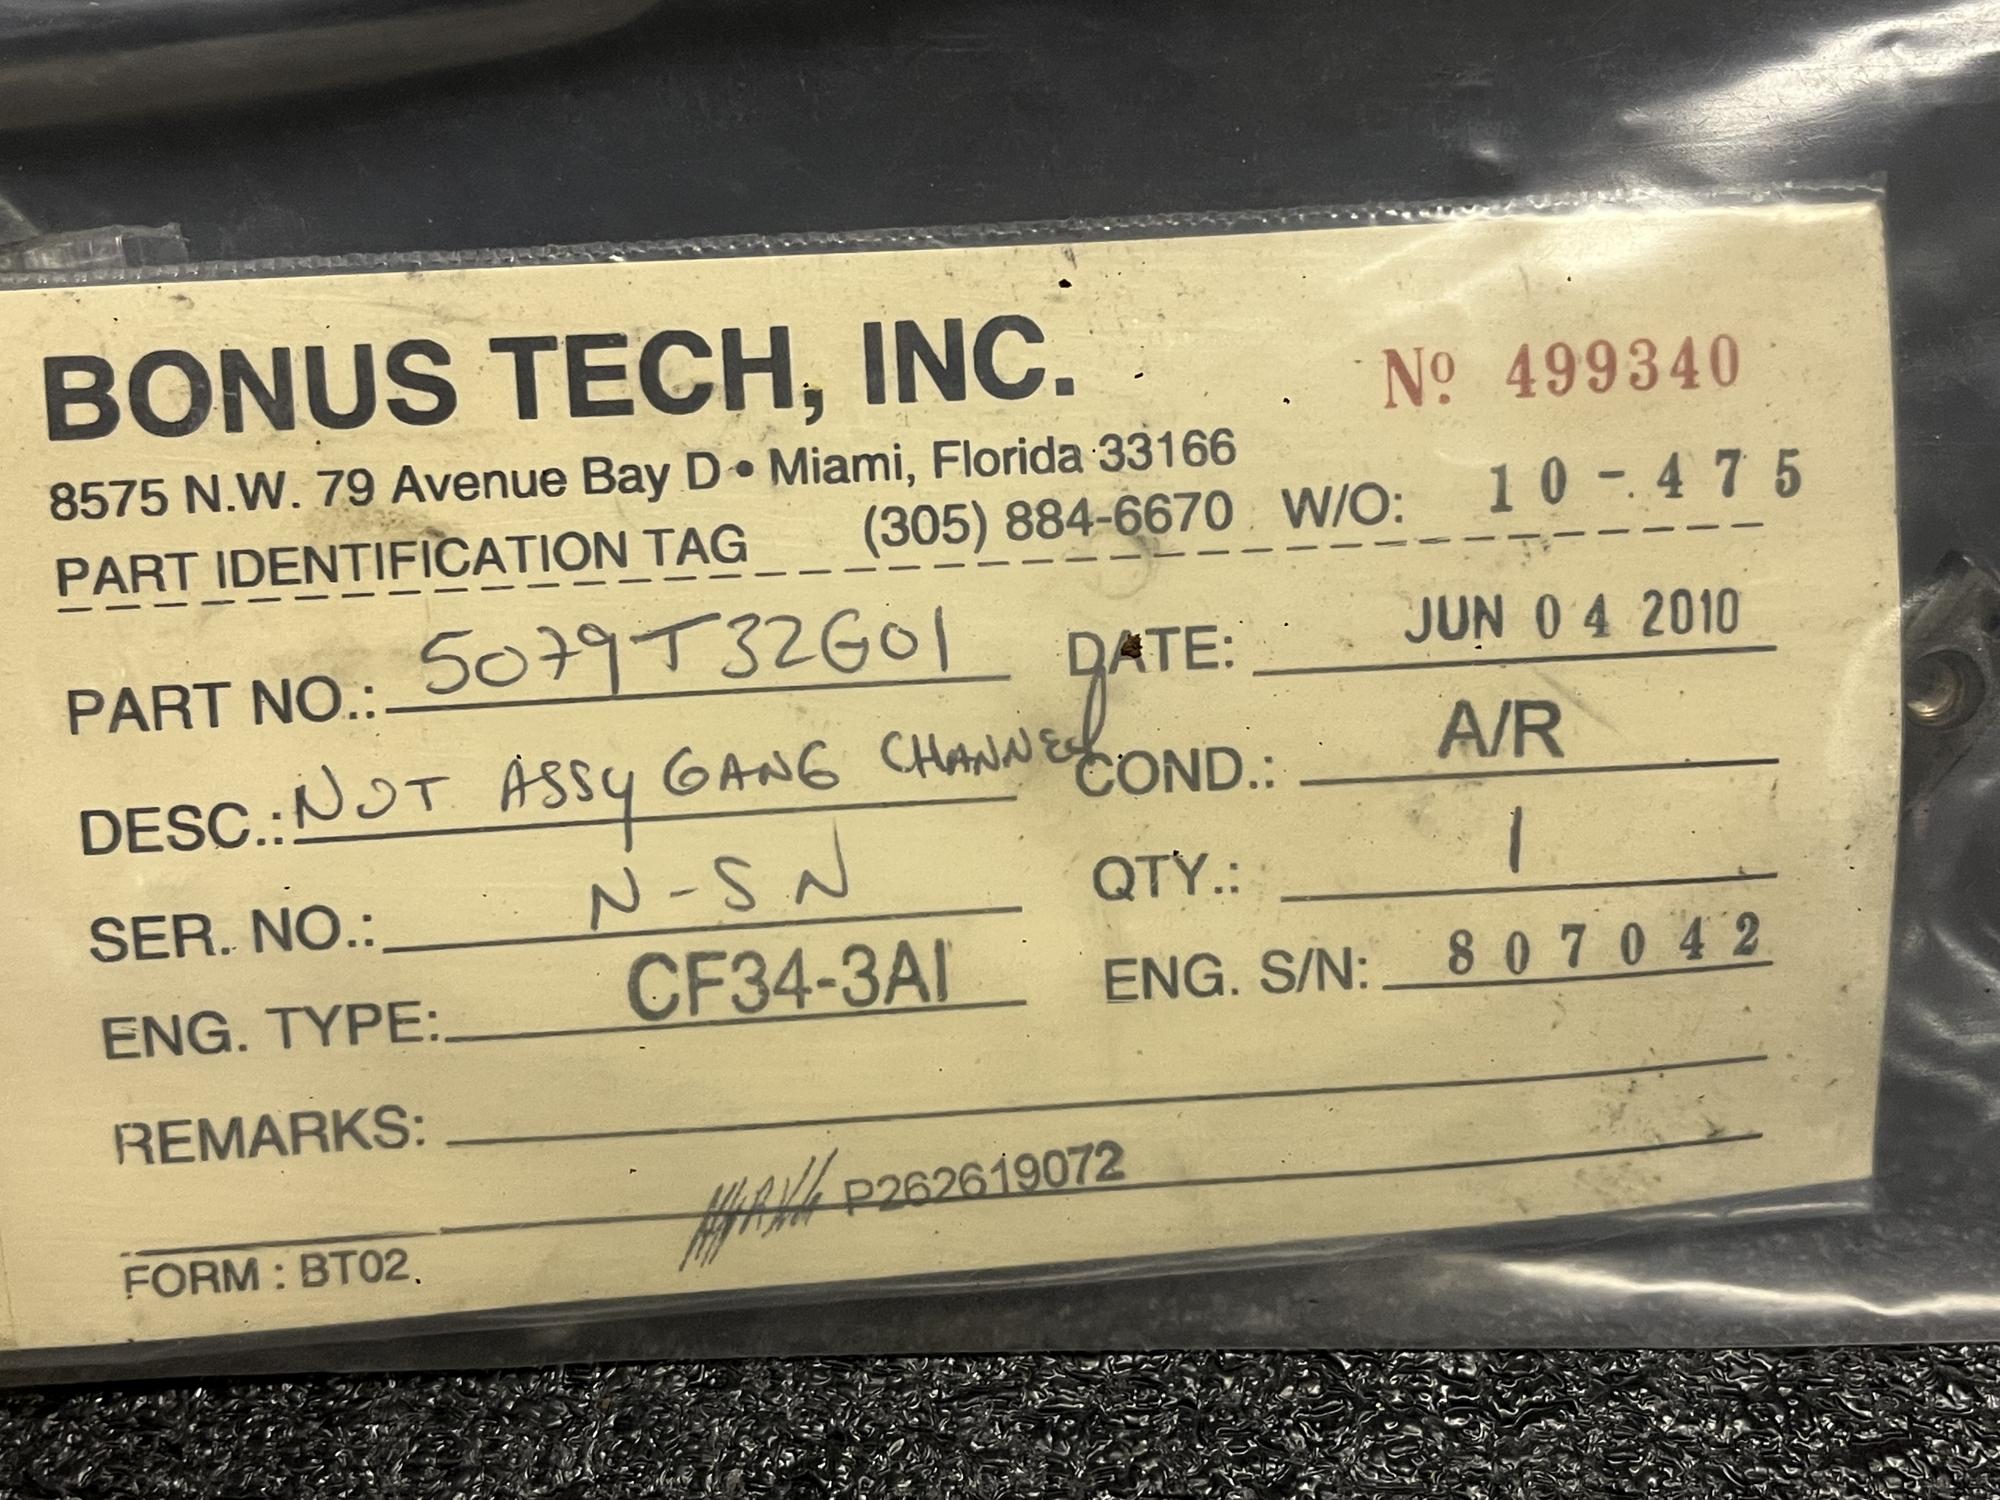 BONUS TECH, INC.
Nº 499340
8575 N.W. 79 Avenue Bay D • Miami, Florida 33166
PART IDENTIFICATION TAG (305) 884-6670 W/O: 10-475
PART NO.: 5079T32G01 DATE: JUN 04 2010
DESC.: NUT ASSY GANG CHANNEL COND.: A/R
SER. NO.: N-SN QTY.: 1
ENG. TYPE: CF34-3A1 ENG. S/N: 807042
REMARKS:
P262619072
FORM : BT02.